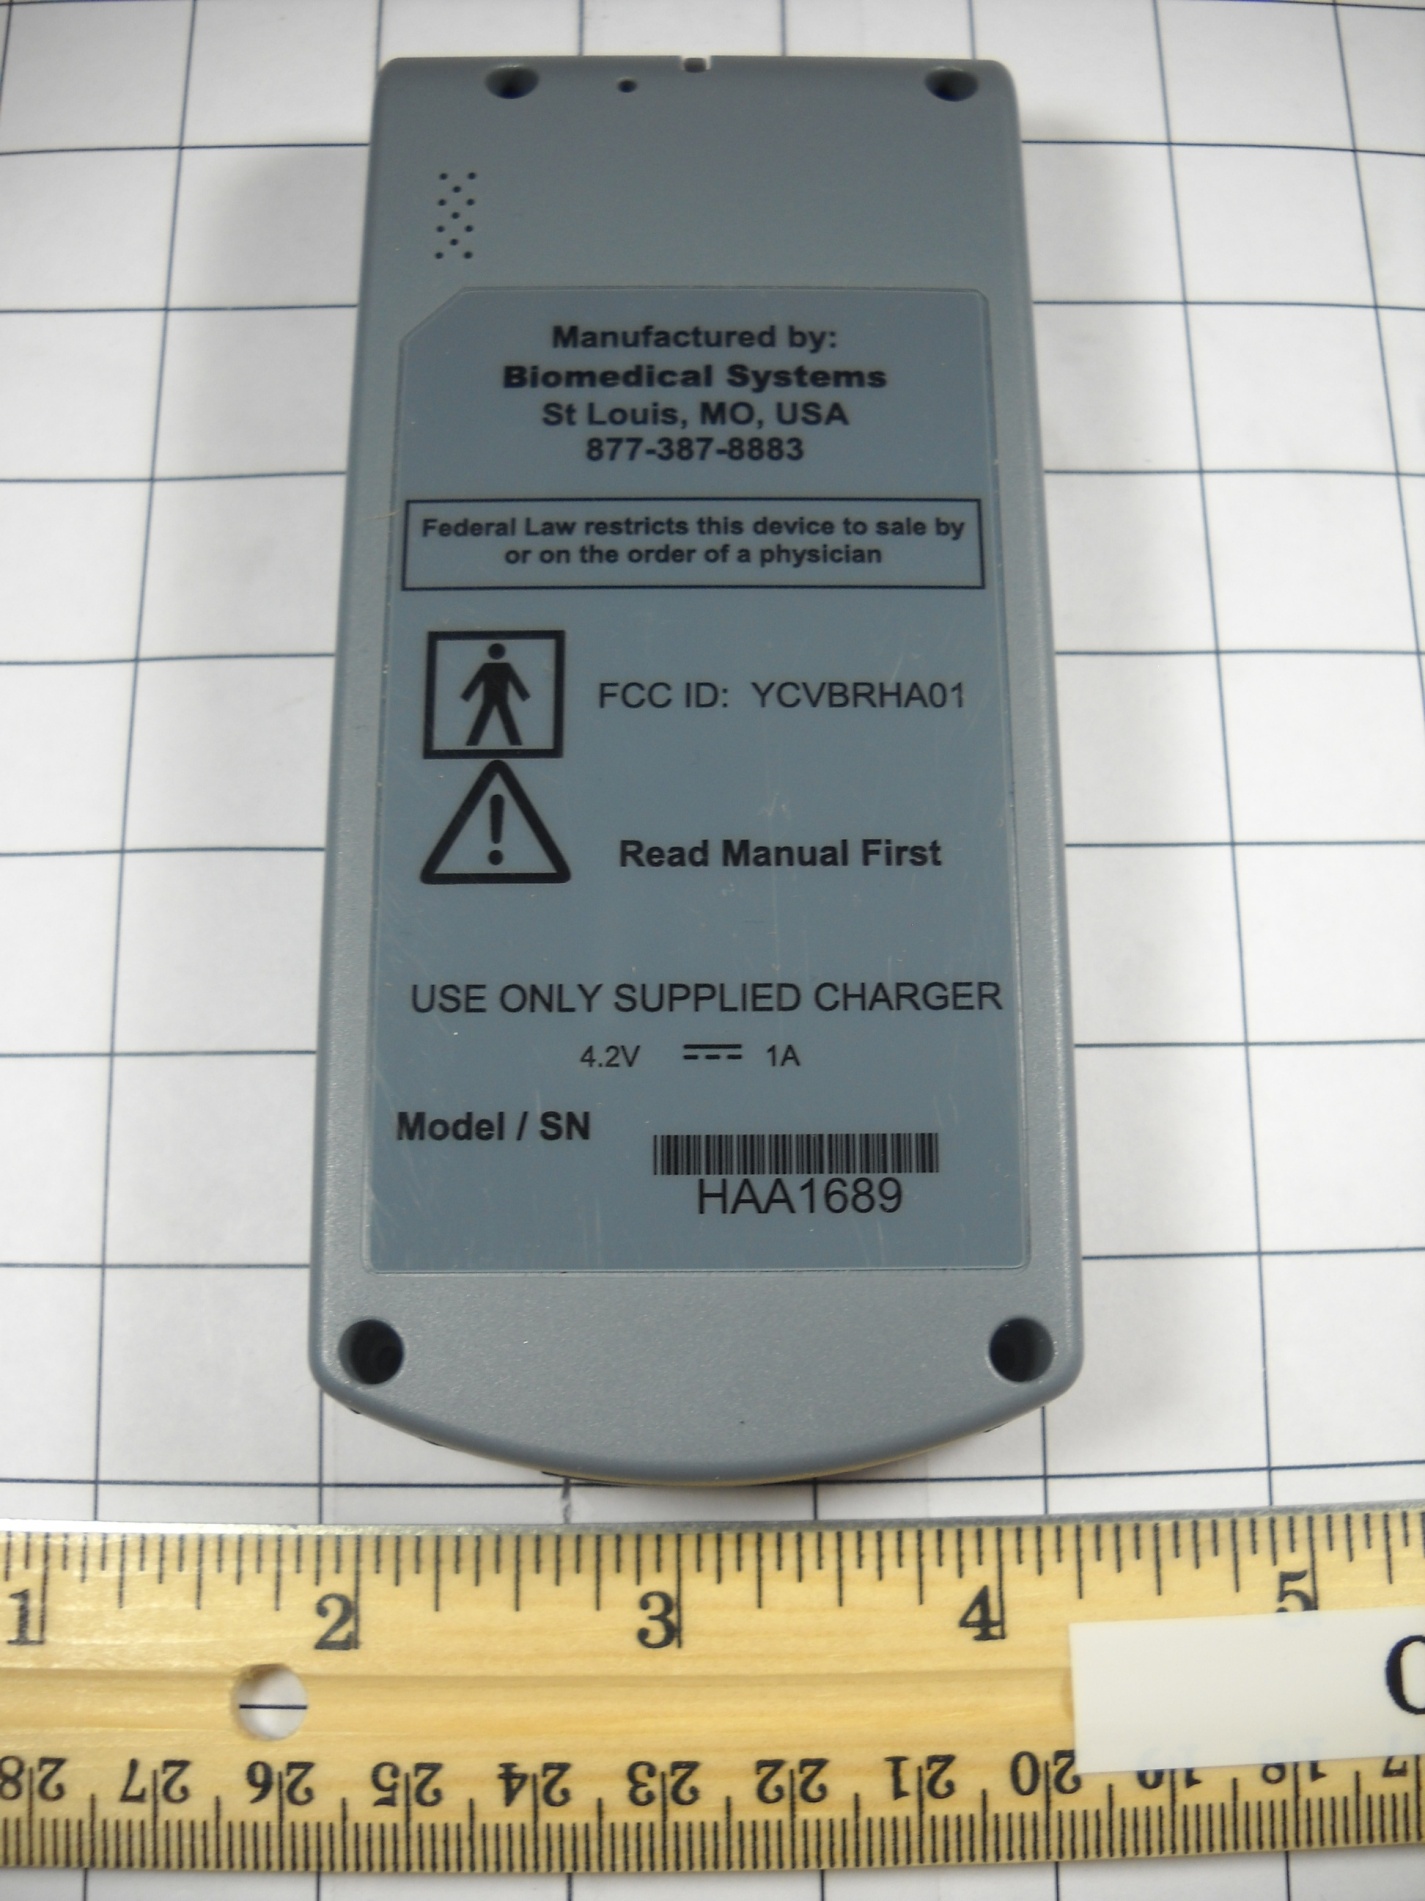 Manufactured by:
Biomedical Systems
St Louis, MO, USA
877-387-8883
Federal Law restricts this device to sale by
or on the order of a physician
FCC ID: YCVBRHA01
Read Manual First
USE ONLY SUPPLIED CHARGER
4.2V 1A
Model / SN
HAA1689
1 2 3 4 5
28 27 26 25 24 23 22 21 20 19 18